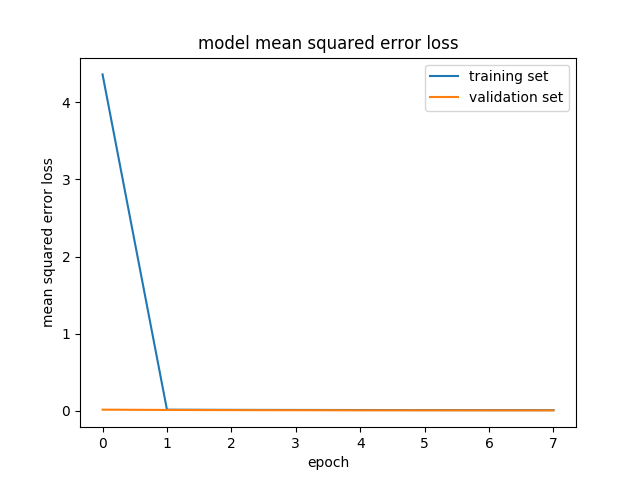 model mean squared error loss
training set
validation set
4
3
2
1
0
mean squared error loss
0 1 2 3 4 5 6 7
epoch